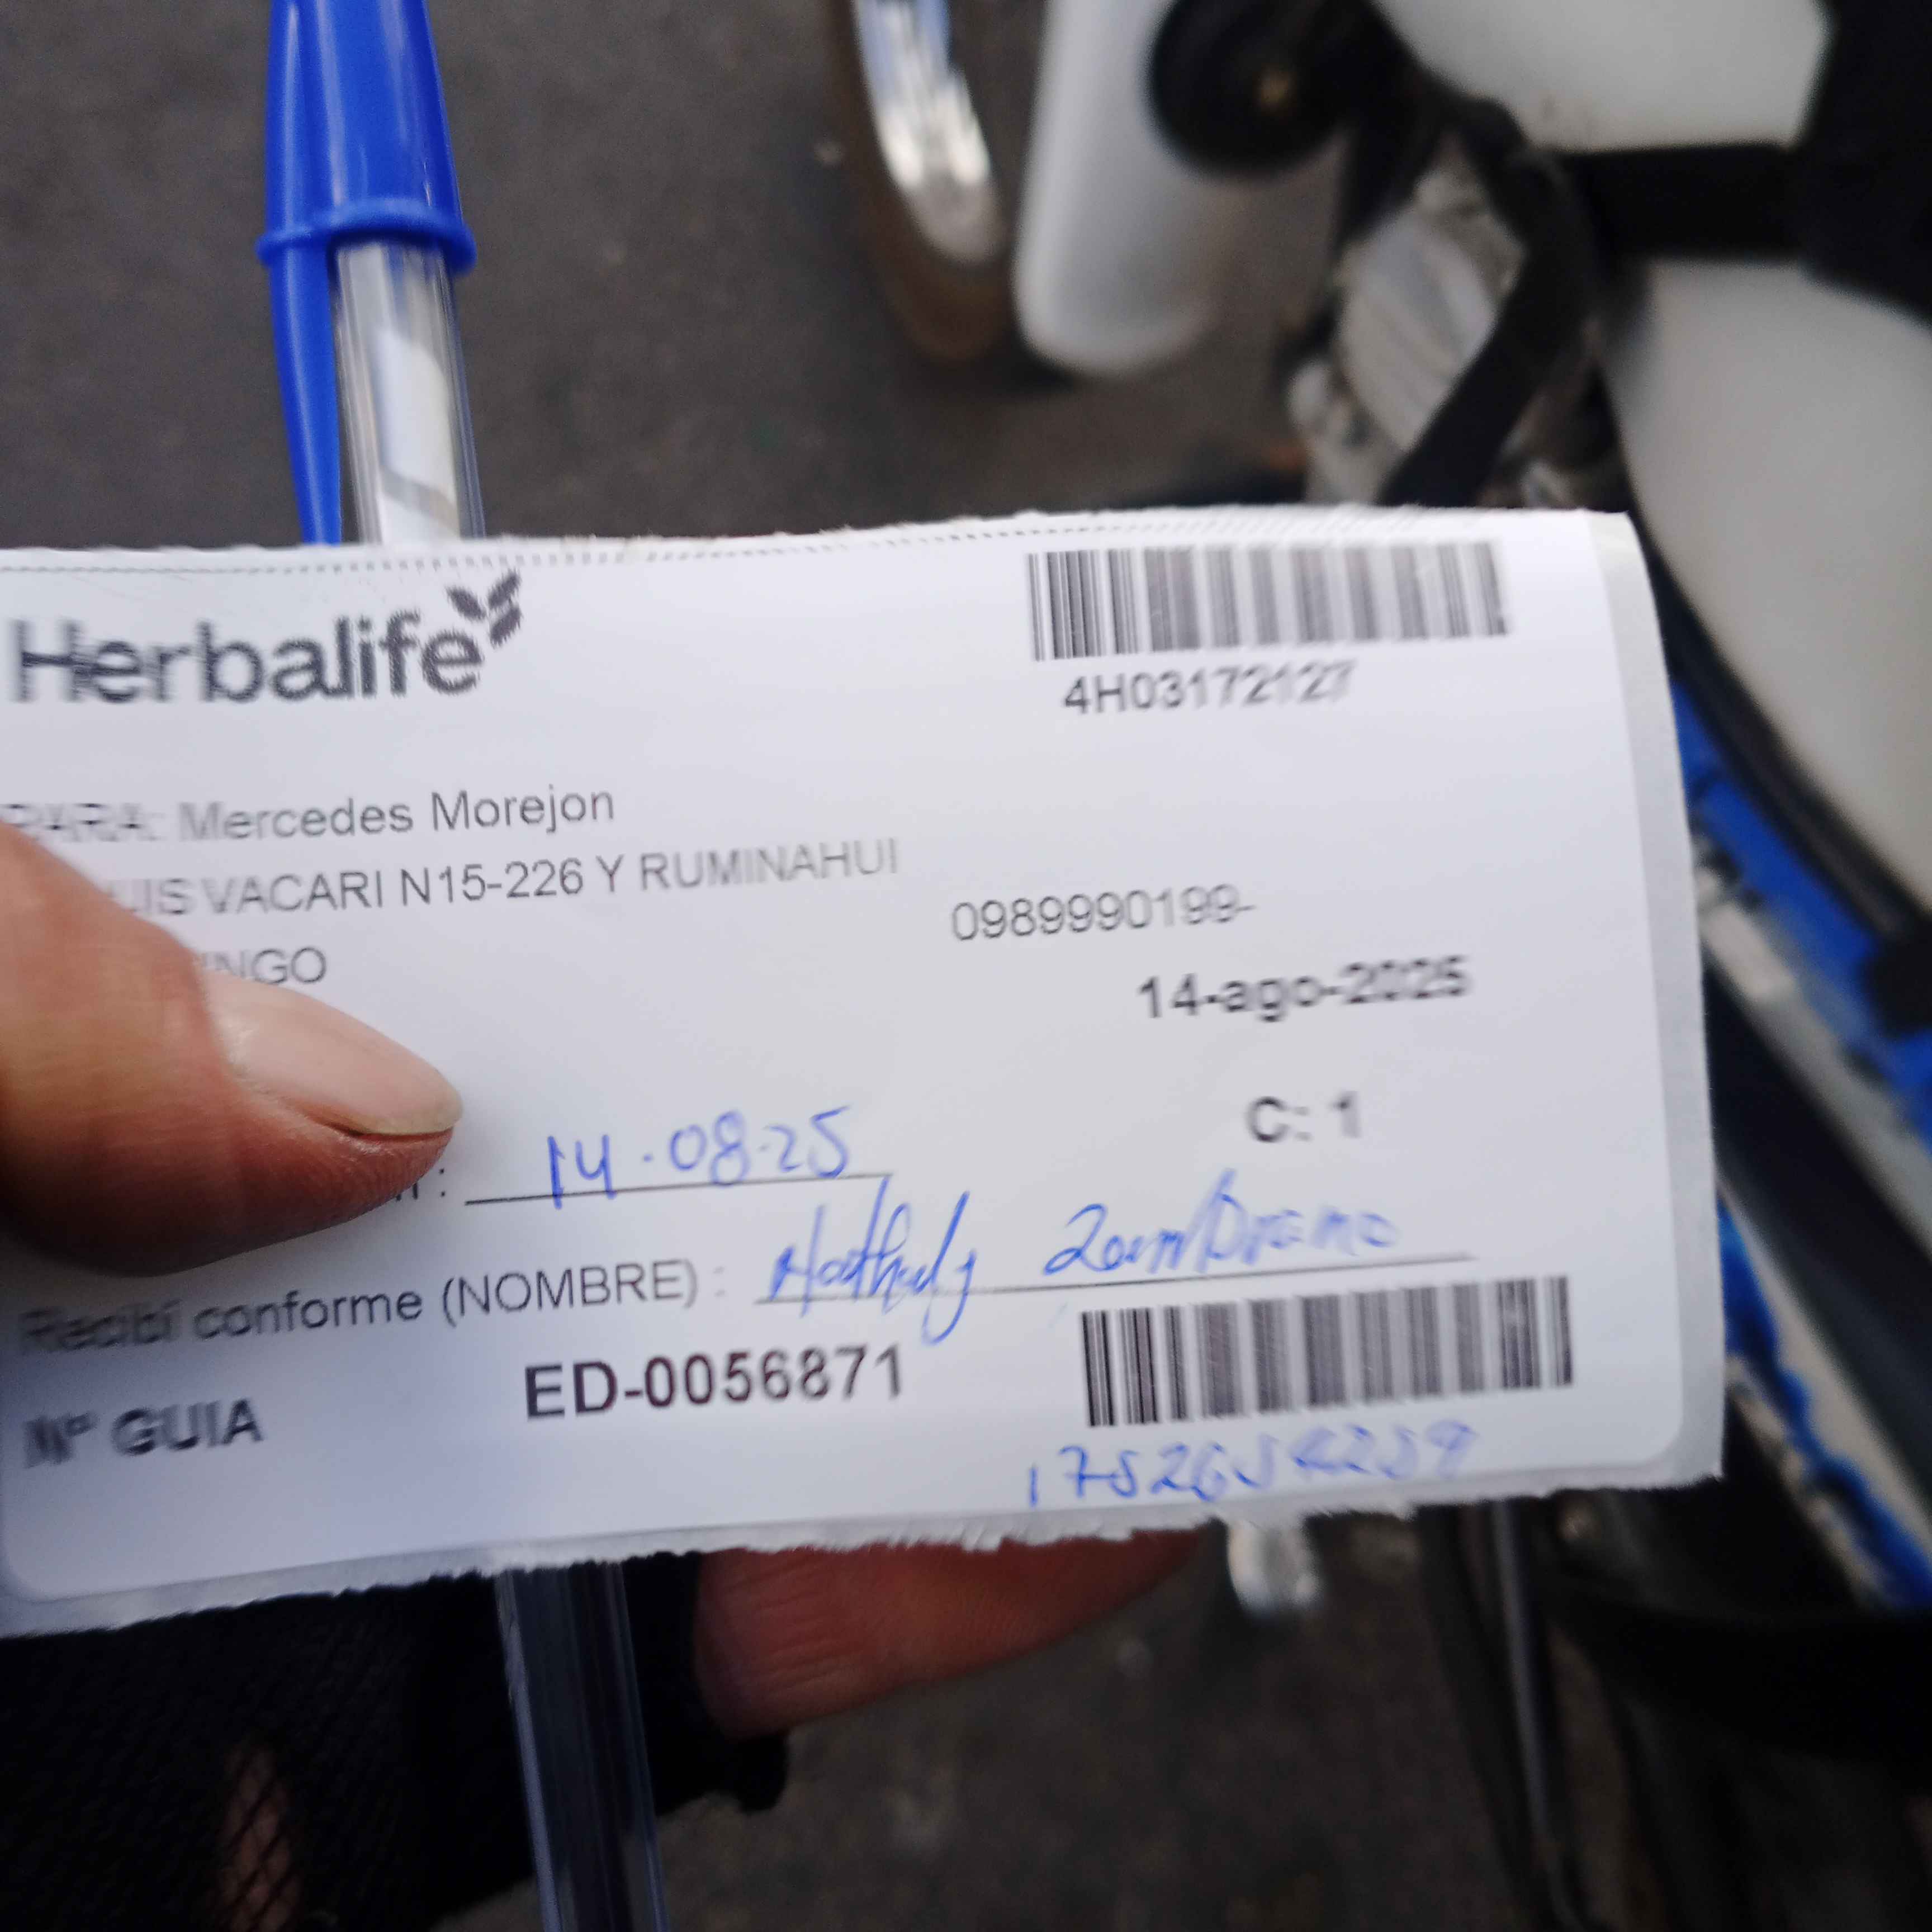 Herbalife
4H03172127
PARA: Mercedes Morejon
VACARI N15-226 Y RUMINAHUI
0989990199-
14-ago-2025
C: 1
14.08.25
Recibí conforme (NOMBRE) : Zambrano
Nº GUIA ED-0056871